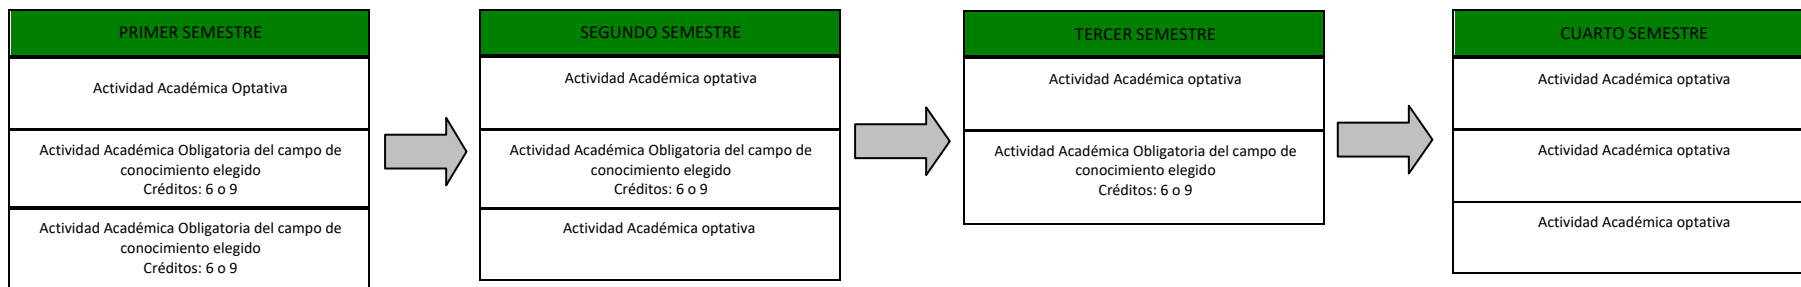 PRIMER SEMESTRE
Actividad Académica Optativa
Actividad Académica Obligatoria del campo de
conocimiento elegido
Créditos: 6 o 9
Actividad Académica Obligatoria del campo de
conocimiento elegido
Créditos: 6 o 9
SEGUNDO SEMESTRE
Actividad Académica optativa
Actividad Académica Obligatoria del campo de
conocimiento elegido
Créditos: 6 o 9
Actividad Académica optativa
TERCER SEMESTRE
Actividad Académica optativa
Actividad Académica Obligatoria del campo de
conocimiento elegido
Créditos: 6 o 9
CUARTO SEMESTRE
Actividad Académica optativa
Actividad Académica optativa
Actividad Académica optativa